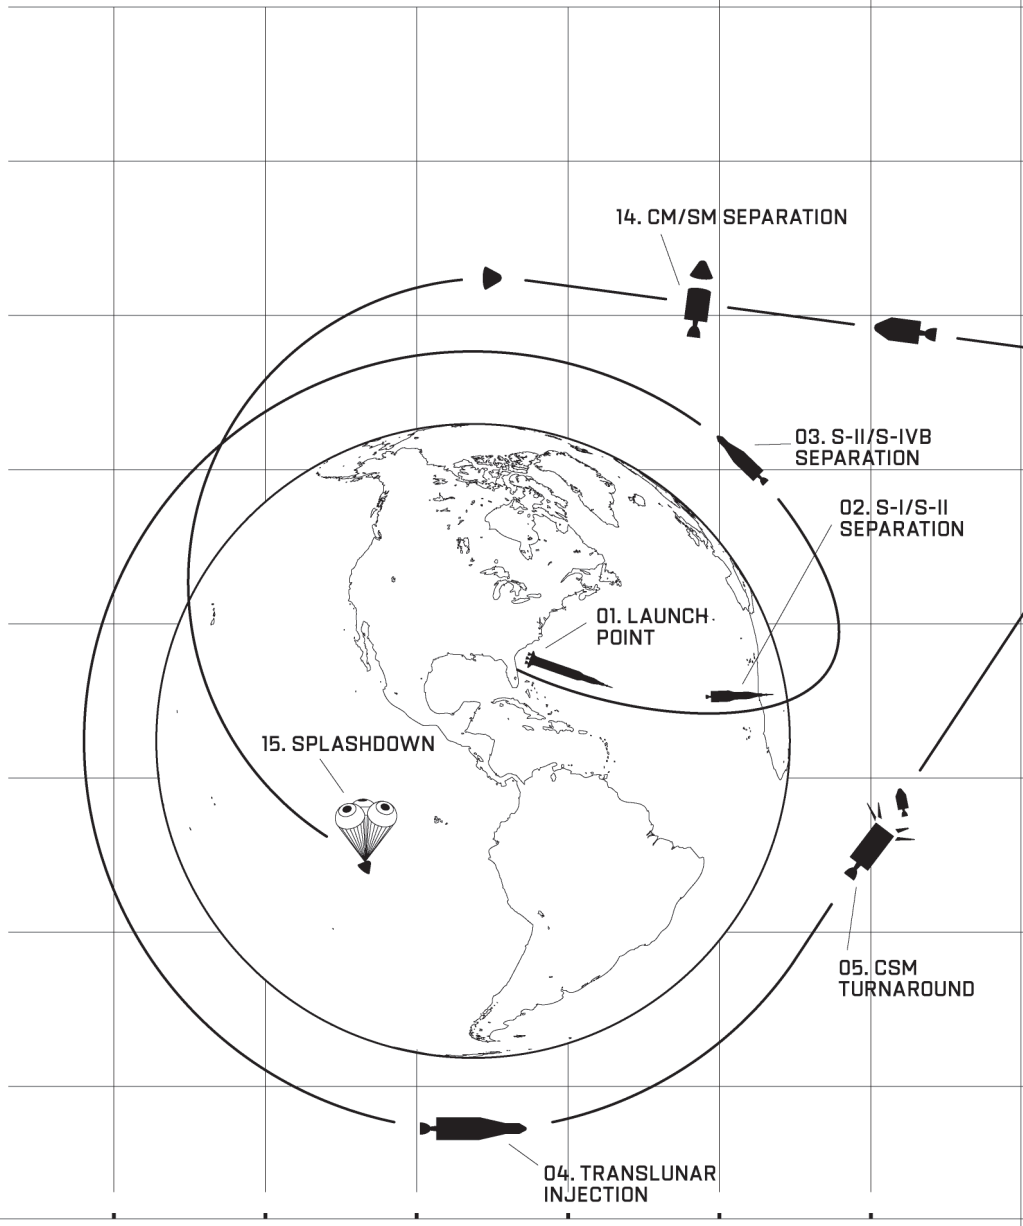 14. CM/SM SEPARATION
03. S-II/S-IVB
SEPARATION
02. S-I/S-II
SEPARATION
01. LAUNCH
POINT
15. SPLASHDOWN
05. CSM
TURNAROUND
04. TRANSLUNAR
INJECTION